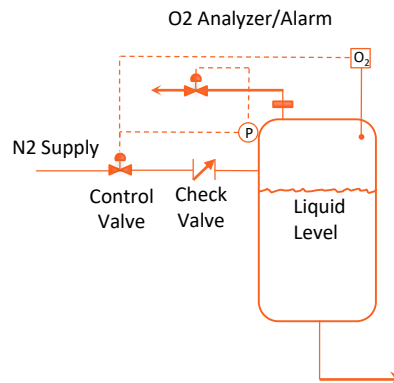 O2 Analyzer/Alarm
O₂
P
N2 Supply
Control
Valve
Check
Valve
Liquid
Level